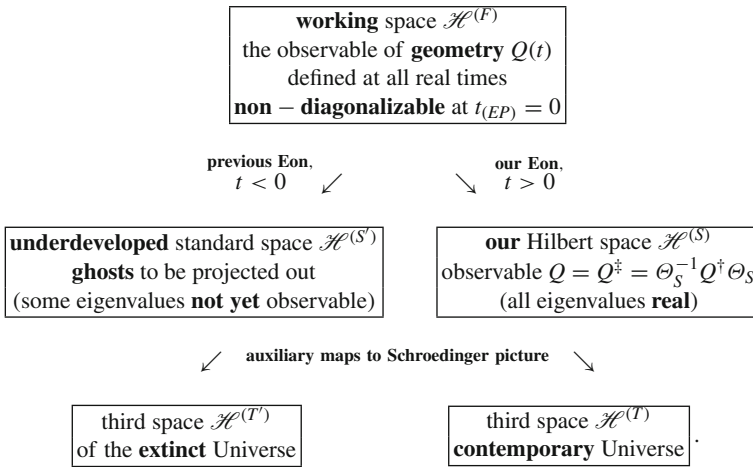 working space ℋ^(F)
the observable of geometry Q(t)
defined at all real times
non − diagonalizable at t_(EP) = 0
previous Eon,
t < 0 ↙
our Eon,
↘ t > 0
underdeveloped standard space ℋ^(S′)
ghosts to be projected out
(some eigenvalues not yet observable)
our Hilbert space ℋ^(S)
observable Q = Q^‡ = Θ_S^−1 Q^† Θ_S
(all eigenvalues real)
↙ auxiliary maps to Schroedinger picture ↘
third space ℋ^(T′)
of the extinct Universe
third space ℋ^(T)
contemporary Universe .